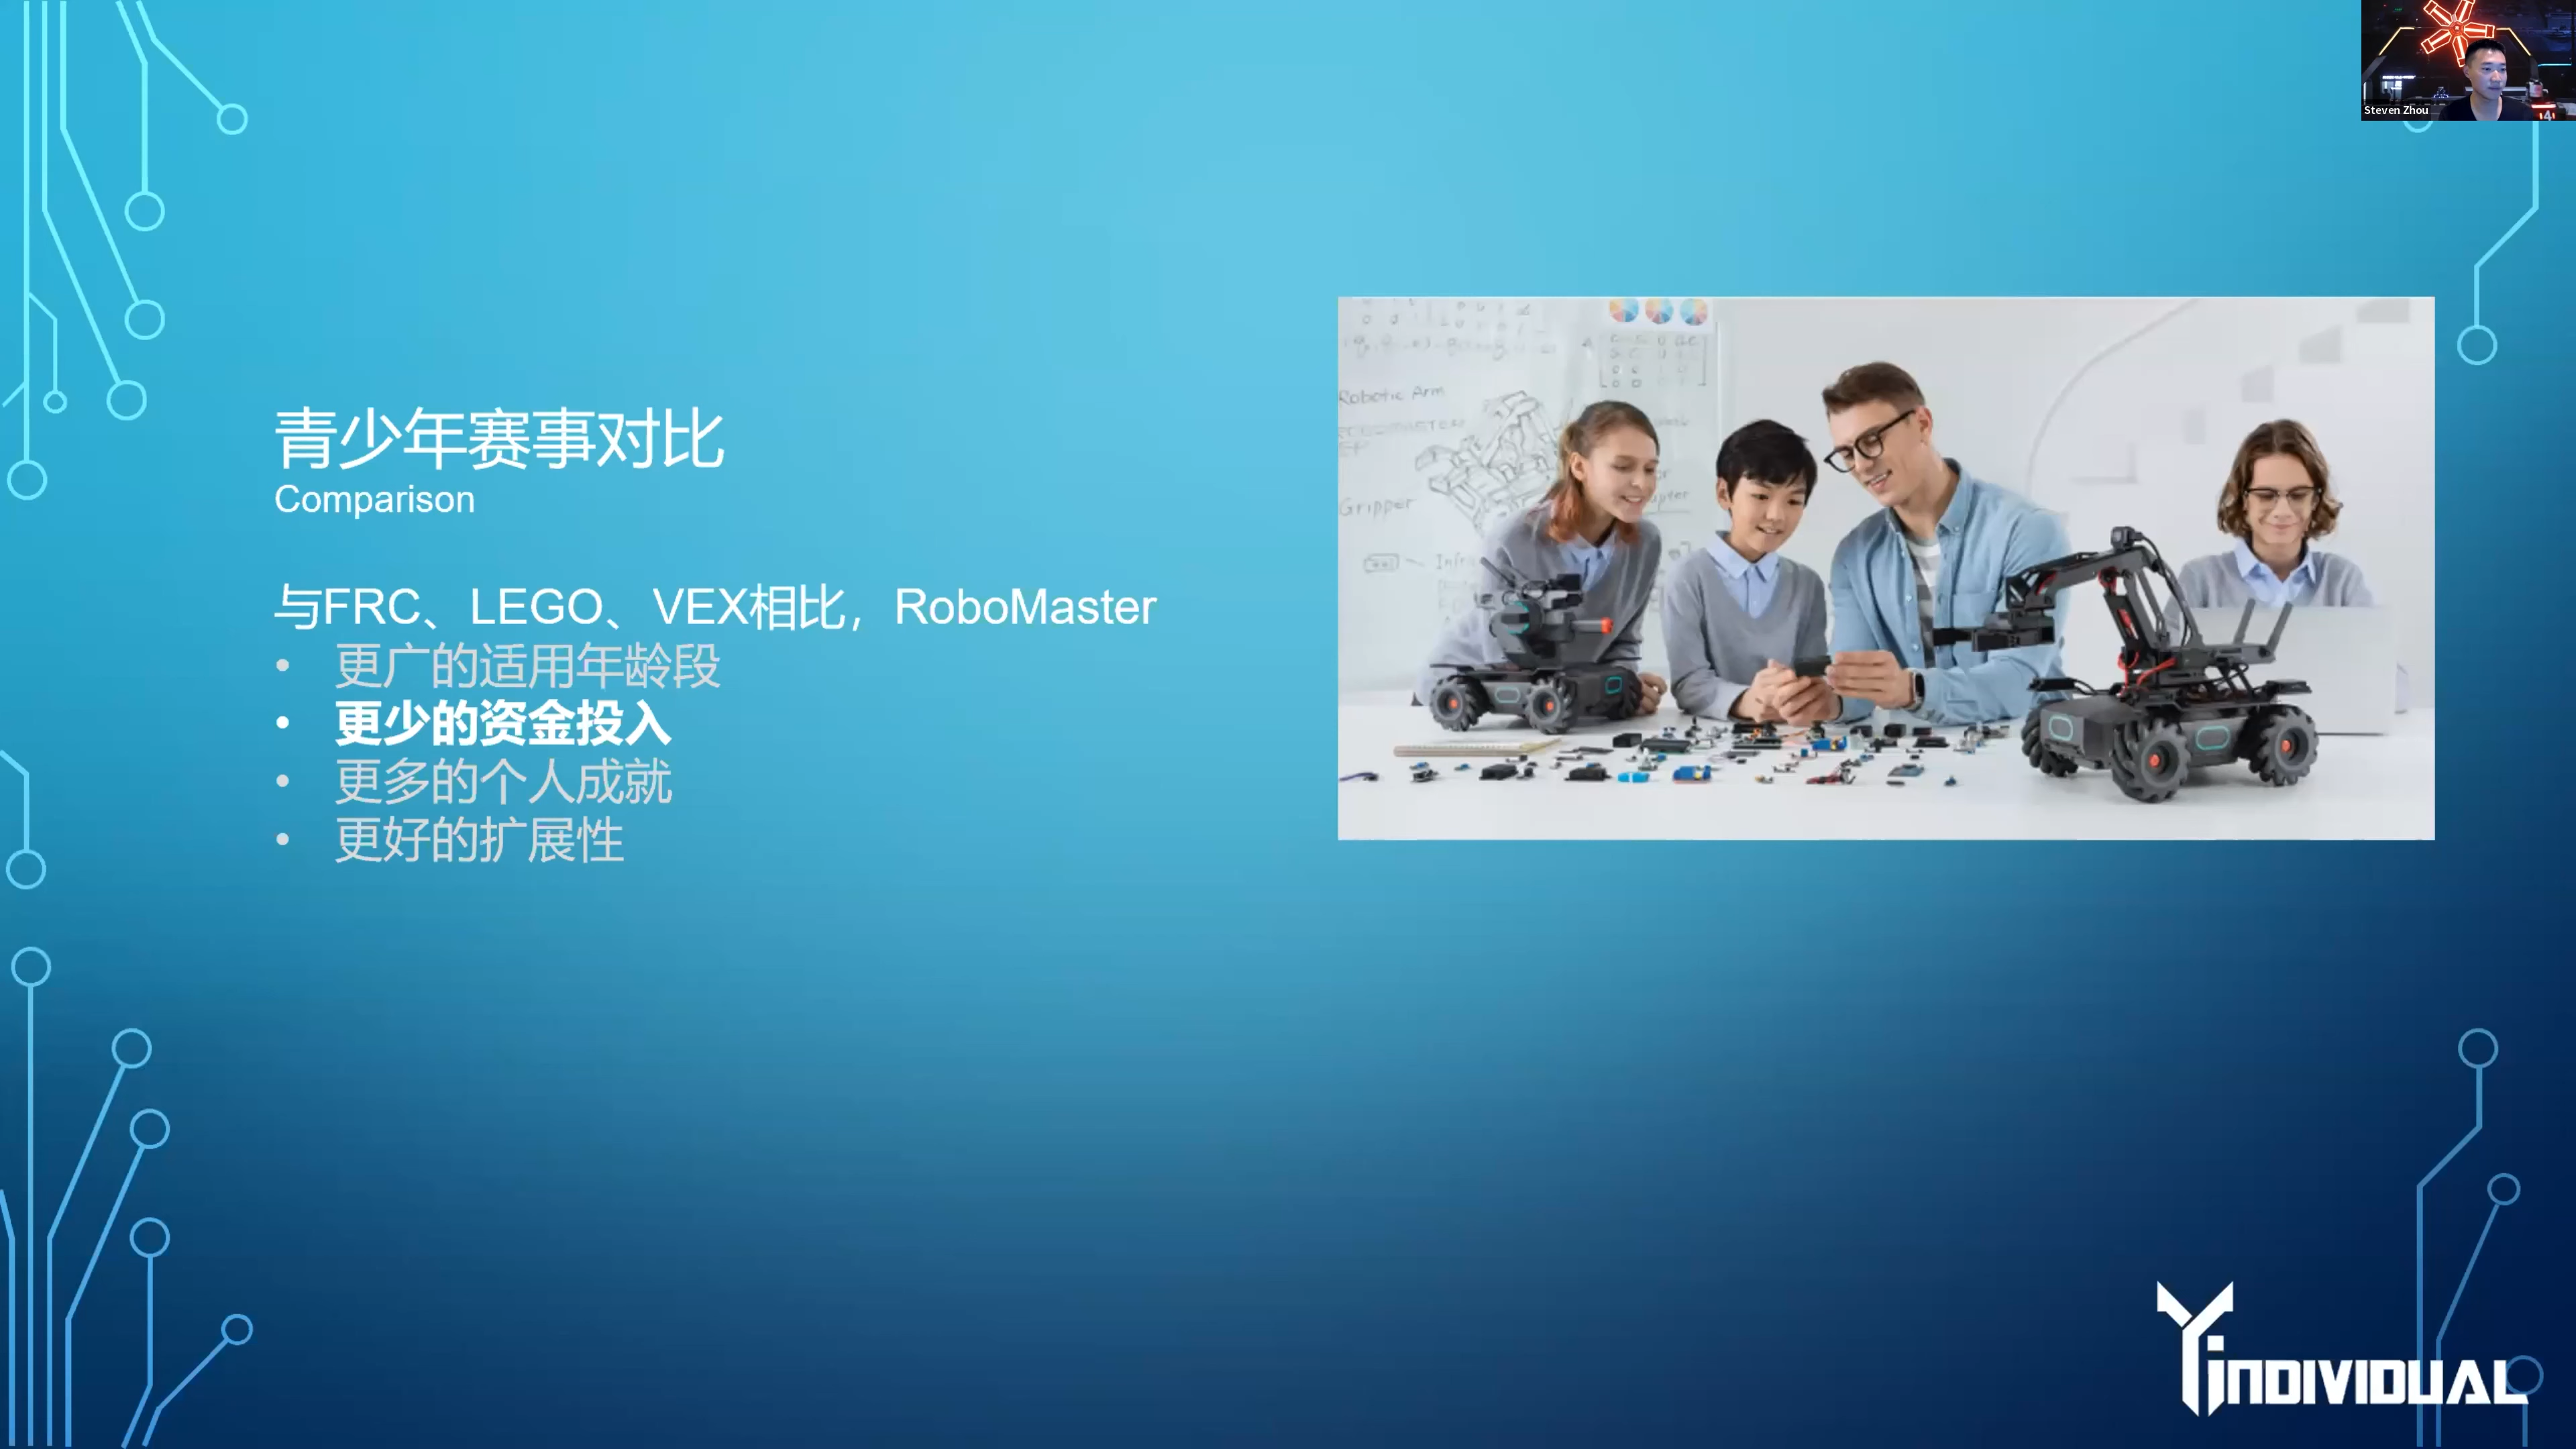 Steven Zhou
青少年赛事对比
Comparison
与FRC、LEGO、VEX相比，RoboMaster
• 更广的适用年龄段
• 更少的资金投入
• 更多的个人成就
• 更好的扩展性
Robotic Arm
Gripper
YiNDIVIDUAL